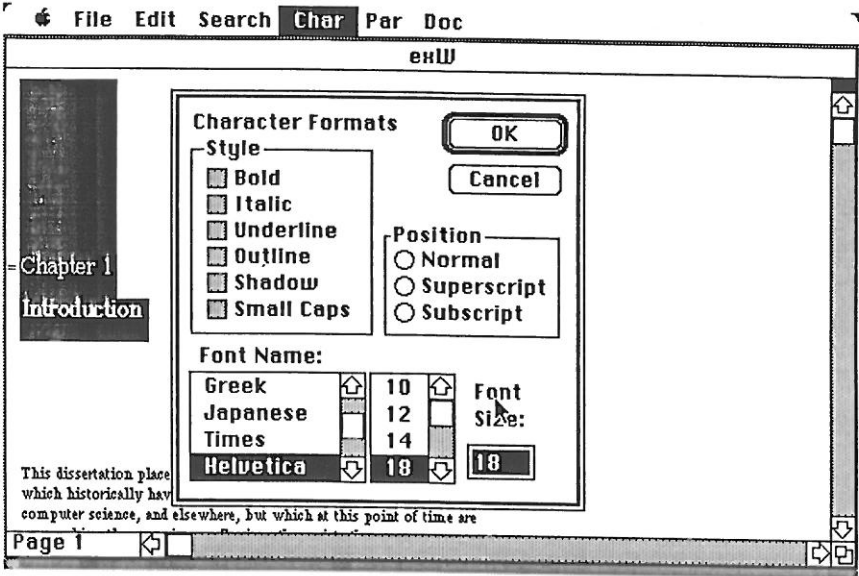 File Edit Search Char Par Doc
exW
Character Formats
OK
Style
Cancel
Bold
Italic
Underline
Outline
Shadow
Small Caps
Position
Normal
Superscript
Subscript
=Chapter 1
Introduction
Font Name:
Greek
Japanese
Times
Helvetica
10
12
14
18
Font
Size:
18
This dissertation place
which historically hav
computer science, and elsewhere, but which at this point of time are
Page 1